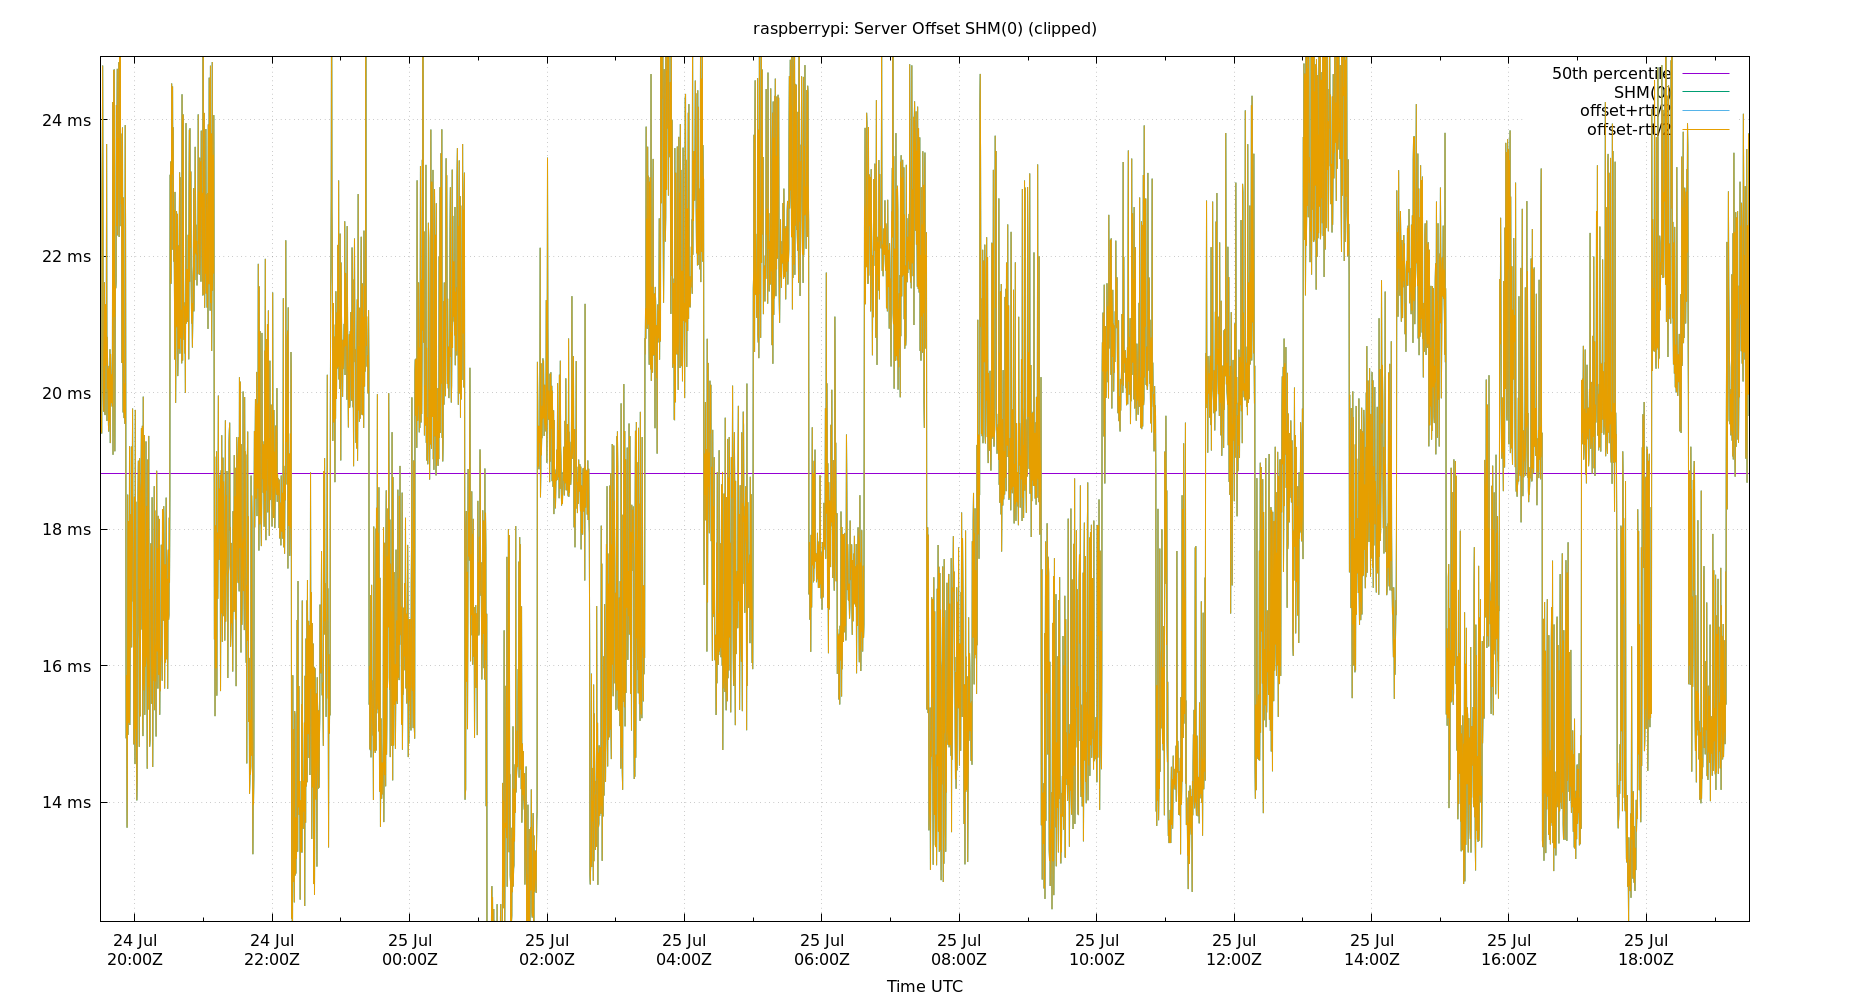 raspberrypi: Server Offset SHM(0) (clipped)
50th percentile
SHM(0)
offset+rtt/2
offset-rtt/2
24 ms
22 ms
20 ms
18 ms
16 ms
14 ms
24 Jul 24 Jul 25 Jul 25 Jul 25 Jul 25 Jul 25 Jul 25 Jul 25 Jul 25 Jul 25 Jul 25 Jul
20:00Z 22:00Z 00:00Z 02:00Z 04:00Z 06:00Z 08:00Z 10:00Z 12:00Z 14:00Z 16:00Z 18:00Z
Time UTC